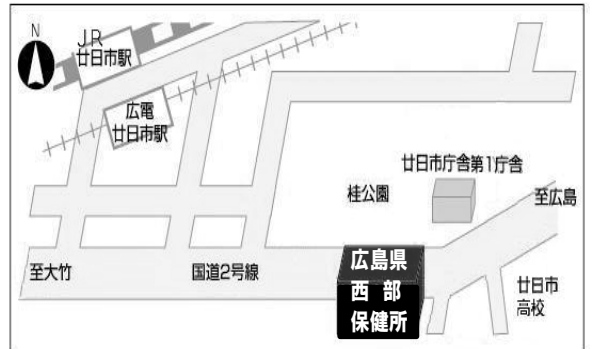 N
JR
廿日市駅
広電
廿日市駅
廿日市庁舎第1庁舎
桂公園
至広島
至大竹
国道2号線
広島県
西部
保健所
廿日市
高校